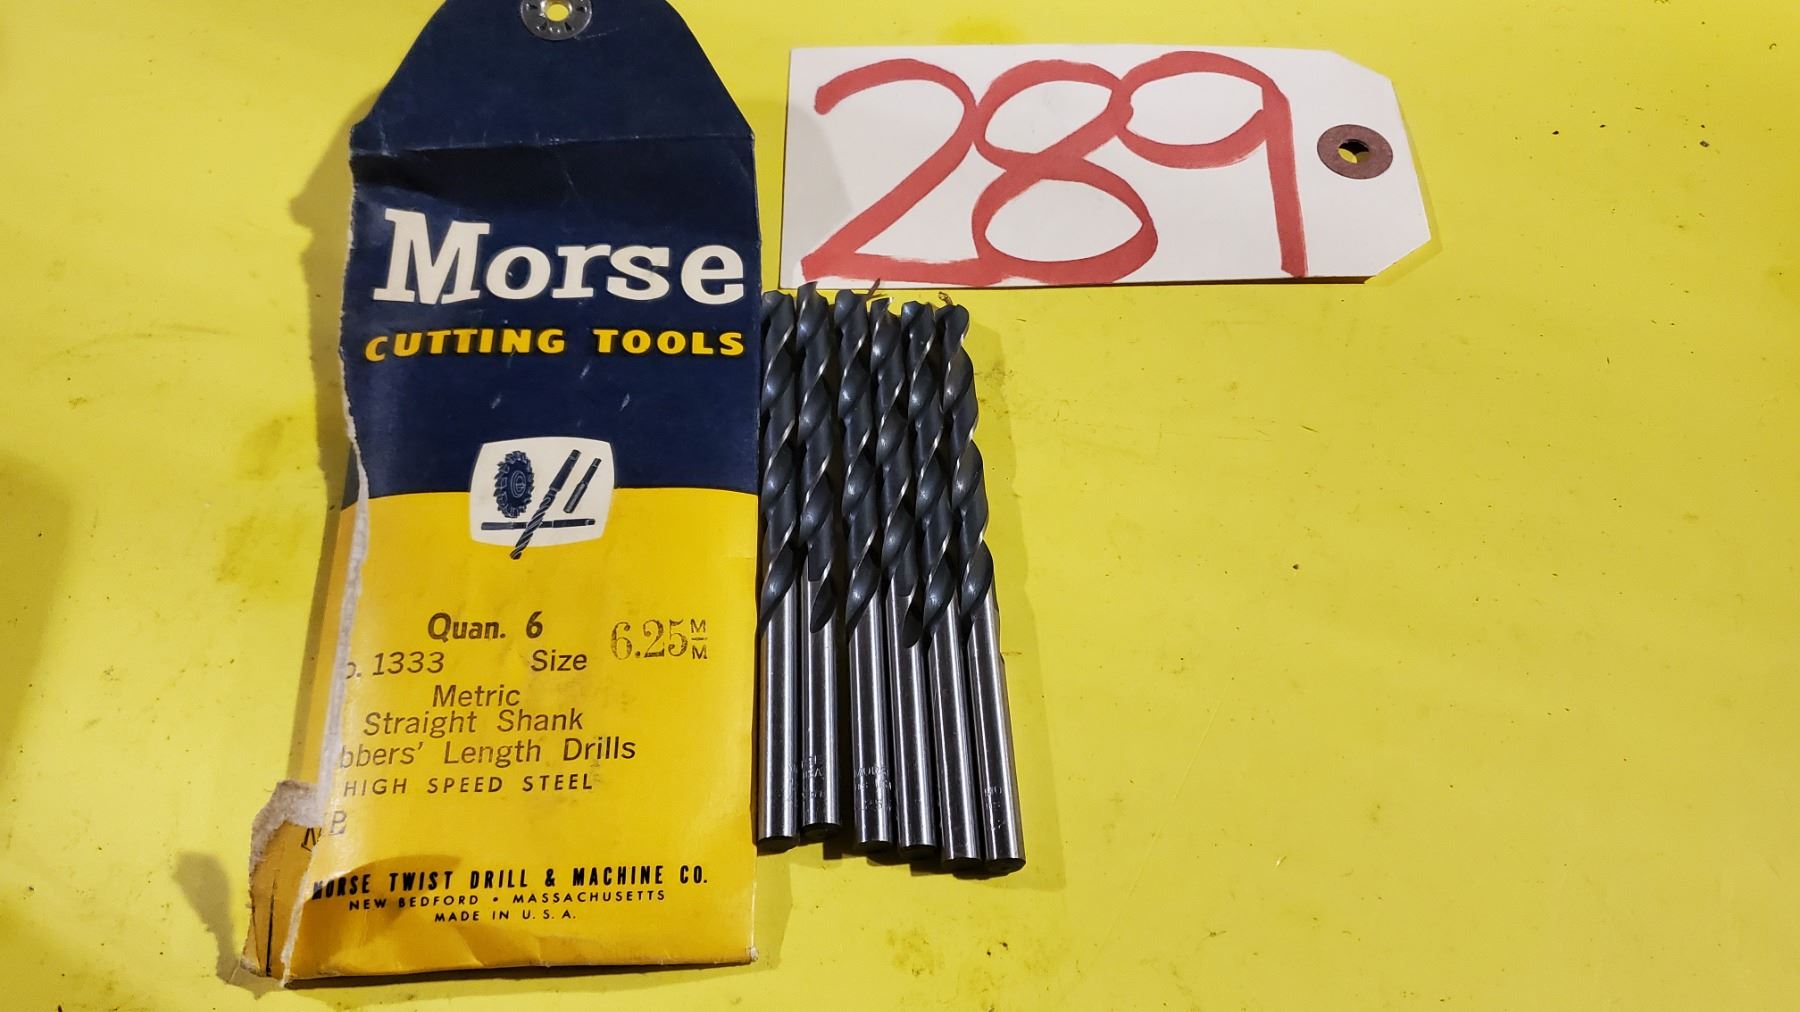 Morse
CUTTING TOOLS
Quan. 6
. 1333 Size 6.25 M/M
Metric
Straight Shank
bbers' Length Drills
HIGH SPEED STEEL
MORSE TWIST DRILL & MACHINE CO.
NEW BEDFORD • MASSACHUSETTS
MADE IN U. S. A.
289